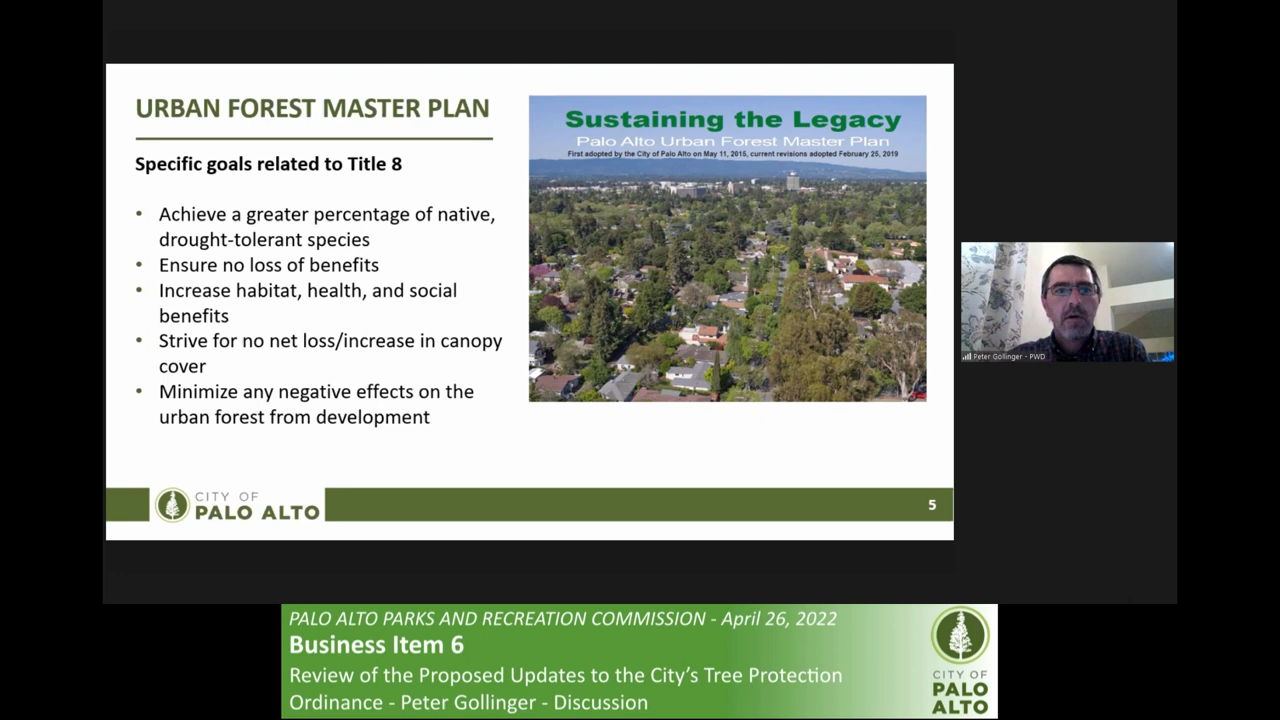 URBAN FOREST MASTER PLAN
Specific goals related to Title 8
• Achieve a greater percentage of native,
drought-tolerant species
• Ensure no loss of benefits
• Increase habitat, health, and social
benefits
• Strive for no net loss/increase in canopy
cover
• Minimize any negative effects on the
urban forest from development
Sustaining the Legacy
Palo Alto Urban Forest Master Plan
First adopted by the City of Palo Alto on May 11, 2015, current revisions adopted February 25, 2019
CITY OF
PALO ALTO
5
Peter Gollinger - PWD
PALO ALTO PARKS AND RECREATION COMMISSION - April 26, 2022
Business Item 6
Review of the Proposed Updates to the City's Tree Protection
Ordinance - Peter Gollinger - Discussion
CITY OF
PALO
ALTO